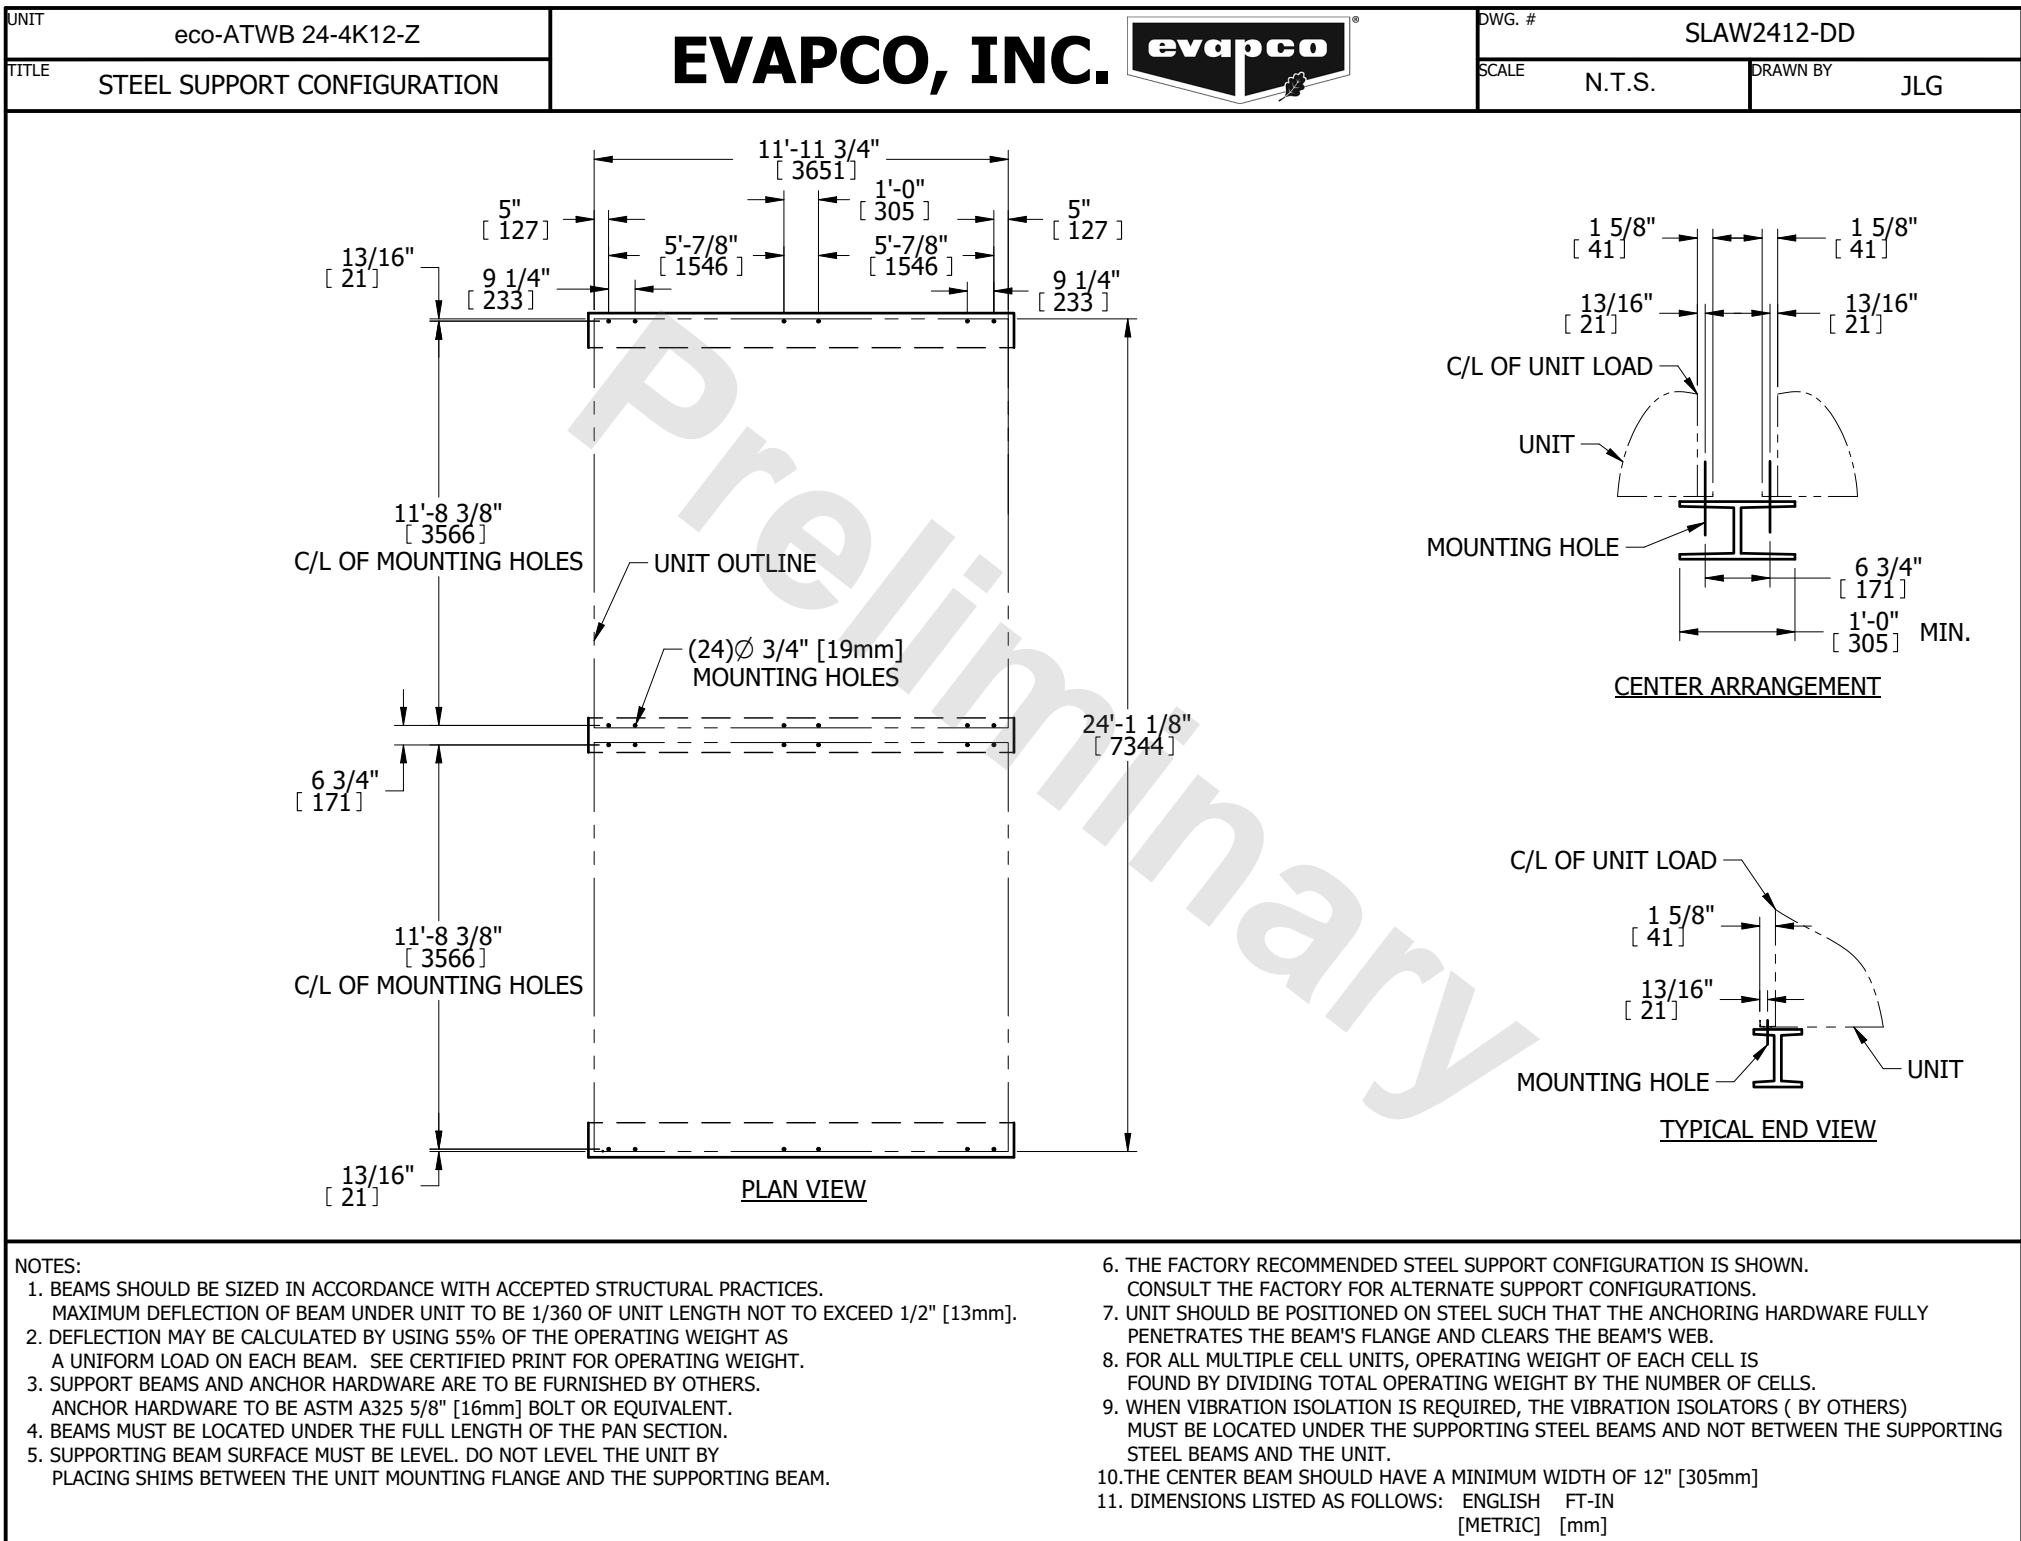 UNIT
eco-ATWB 24-4K12-Z
TITLE
STEEL SUPPORT CONFIGURATION
EVAPCO, INC.
evapco
®
DWG. #
SLAW2412-DD
SCALE
N.T.S.
DRAWN BY
JLG
11'-11 3/4"
[ 3651]
1'-0"
[ 305 ]
5"
[ 127]
5"
[ 127 ]
5'-7/8"
[ 1546 ]
5'-7/8"
[ 1546 ]
13/16"
[ 21]
9 1/4"
[ 233]
9 1/4"
[ 233 ]
11'-8 3/8"
[ 3566]
C/L OF MOUNTING HOLES
UNIT OUTLINE
(24)Ø 3/4" [19mm]
MOUNTING HOLES
24'-1 1/8"
[ 7344]
6 3/4"
[ 171]
11'-8 3/8"
[ 3566]
C/L OF MOUNTING HOLES
13/16"
[ 21]
PLAN VIEW
Preliminary
1 5/8"
[ 41]
1 5/8"
[ 41]
13/16"
[ 21]
13/16"
[ 21]
C/L OF UNIT LOAD
UNIT
MOUNTING HOLE
6 3/4"
[ 171]
1'-0"
[ 305] MIN.
CENTER ARRANGEMENT
C/L OF UNIT LOAD
1 5/8"
[ 41]
13/16"
[ 21]
MOUNTING HOLE
UNIT
TYPICAL END VIEW
NOTES:
1. BEAMS SHOULD BE SIZED IN ACCORDANCE WITH ACCEPTED STRUCTURAL PRACTICES.
MAXIMUM DEFLECTION OF BEAM UNDER UNIT TO BE 1/360 OF UNIT LENGTH NOT TO EXCEED 1/2" [13mm].
2. DEFLECTION MAY BE CALCULATED BY USING 55% OF THE OPERATING WEIGHT AS
A UNIFORM LOAD ON EACH BEAM. SEE CERTIFIED PRINT FOR OPERATING WEIGHT.
3. SUPPORT BEAMS AND ANCHOR HARDWARE ARE TO BE FURNISHED BY OTHERS.
ANCHOR HARDWARE TO BE ASTM A325 5/8" [16mm] BOLT OR EQUIVALENT.
4. BEAMS MUST BE LOCATED UNDER THE FULL LENGTH OF THE PAN SECTION.
5. SUPPORTING BEAM SURFACE MUST BE LEVEL. DO NOT LEVEL THE UNIT BY
PLACING SHIMS BETWEEN THE UNIT MOUNTING FLANGE AND THE SUPPORTING BEAM.
6. THE FACTORY RECOMMENDED STEEL SUPPORT CONFIGURATION IS SHOWN.
CONSULT THE FACTORY FOR ALTERNATE SUPPORT CONFIGURATIONS.
7. UNIT SHOULD BE POSITIONED ON STEEL SUCH THAT THE ANCHORING HARDWARE FULLY
PENETRATES THE BEAM'S FLANGE AND CLEARS THE BEAM'S WEB.
8. FOR ALL MULTIPLE CELL UNITS, OPERATING WEIGHT OF EACH CELL IS
FOUND BY DIVIDING TOTAL OPERATING WEIGHT BY THE NUMBER OF CELLS.
9. WHEN VIBRATION ISOLATION IS REQUIRED, THE VIBRATION ISOLATORS ( BY OTHERS)
MUST BE LOCATED UNDER THE SUPPORTING STEEL BEAMS AND NOT BETWEEN THE SUPPORTING
STEEL BEAMS AND THE UNIT.
10.THE CENTER BEAM SHOULD HAVE A MINIMUM WIDTH OF 12" [305mm]
11. DIMENSIONS LISTED AS FOLLOWS: ENGLISH FT-IN
[METRIC] [mm]